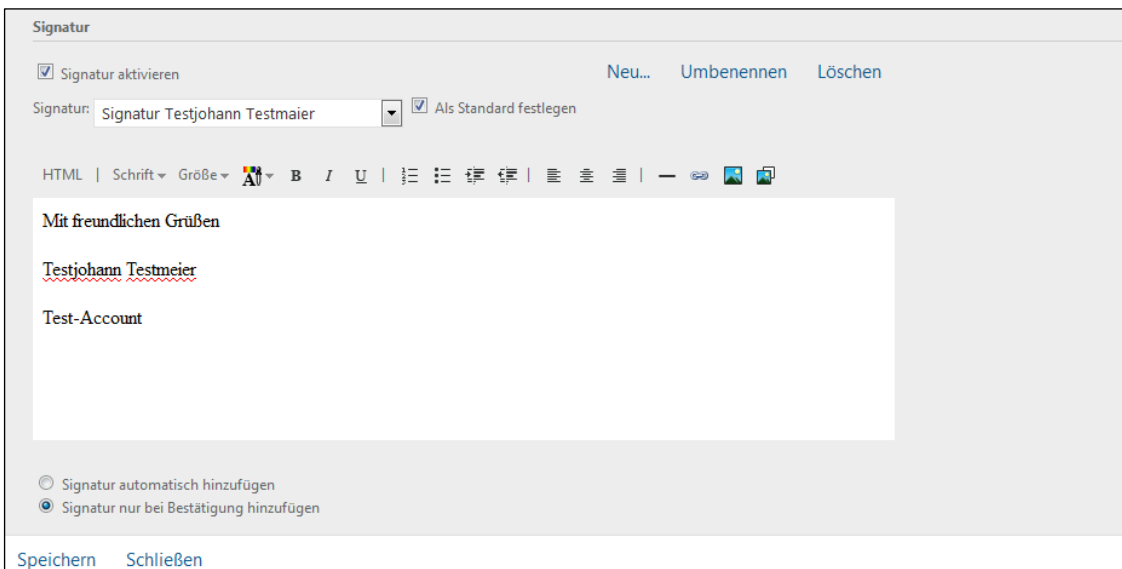 Signatur
Signatur aktivieren Neu... Umbenennen Löschen
Signatur: Signatur Testjohann Testmaier Als Standard festlegen
HTML | Schrift Größe A B I U
Mit freundlichen Grüßen
Testjohann Testmeier
Test-Account
Signatur automatisch hinzufügen
Signatur nur bei Bestätigung hinzufügen
Speichern Schließen